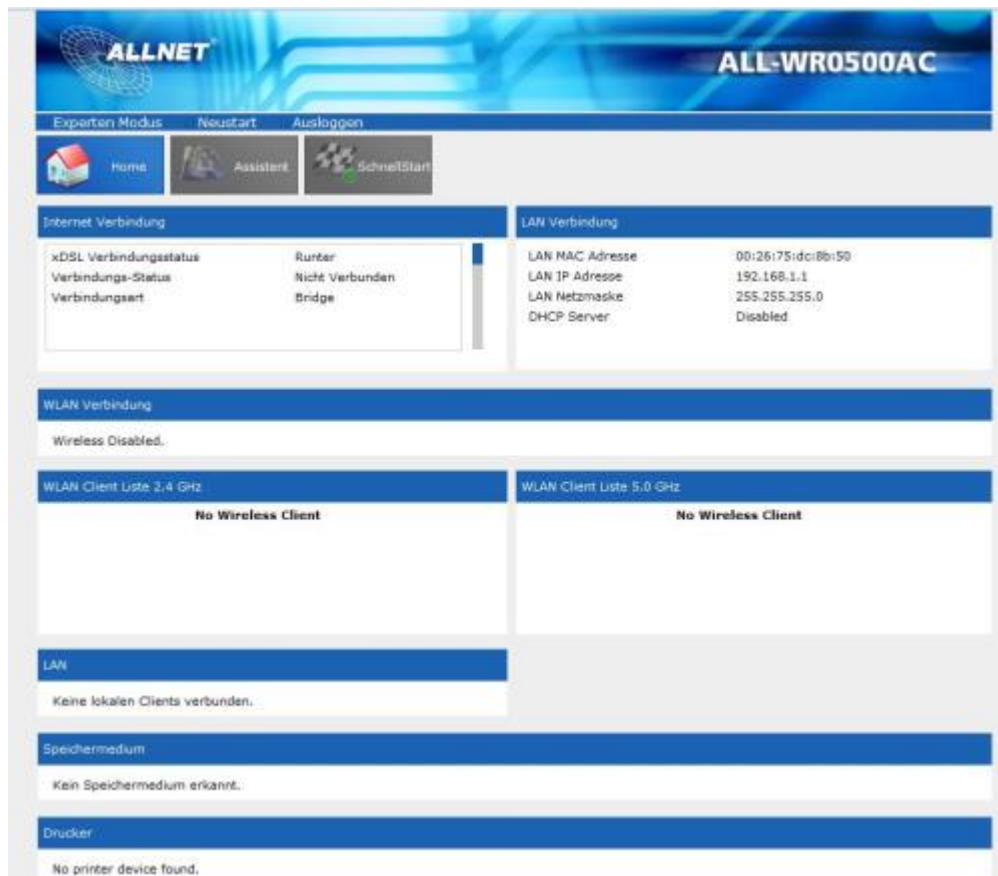 ALLNET
ALL-WR0500AC
Experten Modus Neustart Ausloggen
Home Assistent SchnellStart
Internet Verbindung
xDSL Verbindungsstatus Runter
Verbindungs-Status Nicht Verbunden
Verbindungsart Bridge
LAN Verbindung
LAN MAC Adresse 00:26:75:dc:8b:50
LAN IP Adresse 192.168.1.1
LAN Netzmaske 255.255.255.0
DHCP Server Disabled
WLAN Verbindung
Wireless Disabled.
WLAN Client Liste 2.4 GHz
No Wireless Client
WLAN Client Liste 5.0 GHz
No Wireless Client
LAN
Keine lokalen Clients verbunden.
Speichermedium
Kein Speichermedium erkannt.
Drucker
No printer device found.